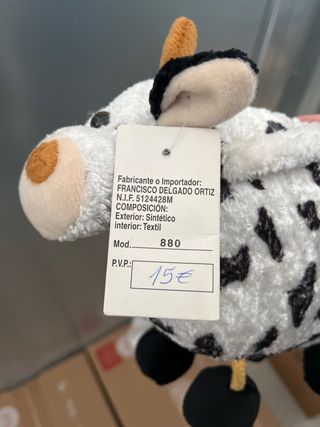 Fabricante o Importador:
FRANCISCO DELGADO ORTIZ
N.I.F. 5124428M
COMPOSICIÓN:
Exterior: Sintético
interior: Textil
Mod. 880
P.V.P.: 15€